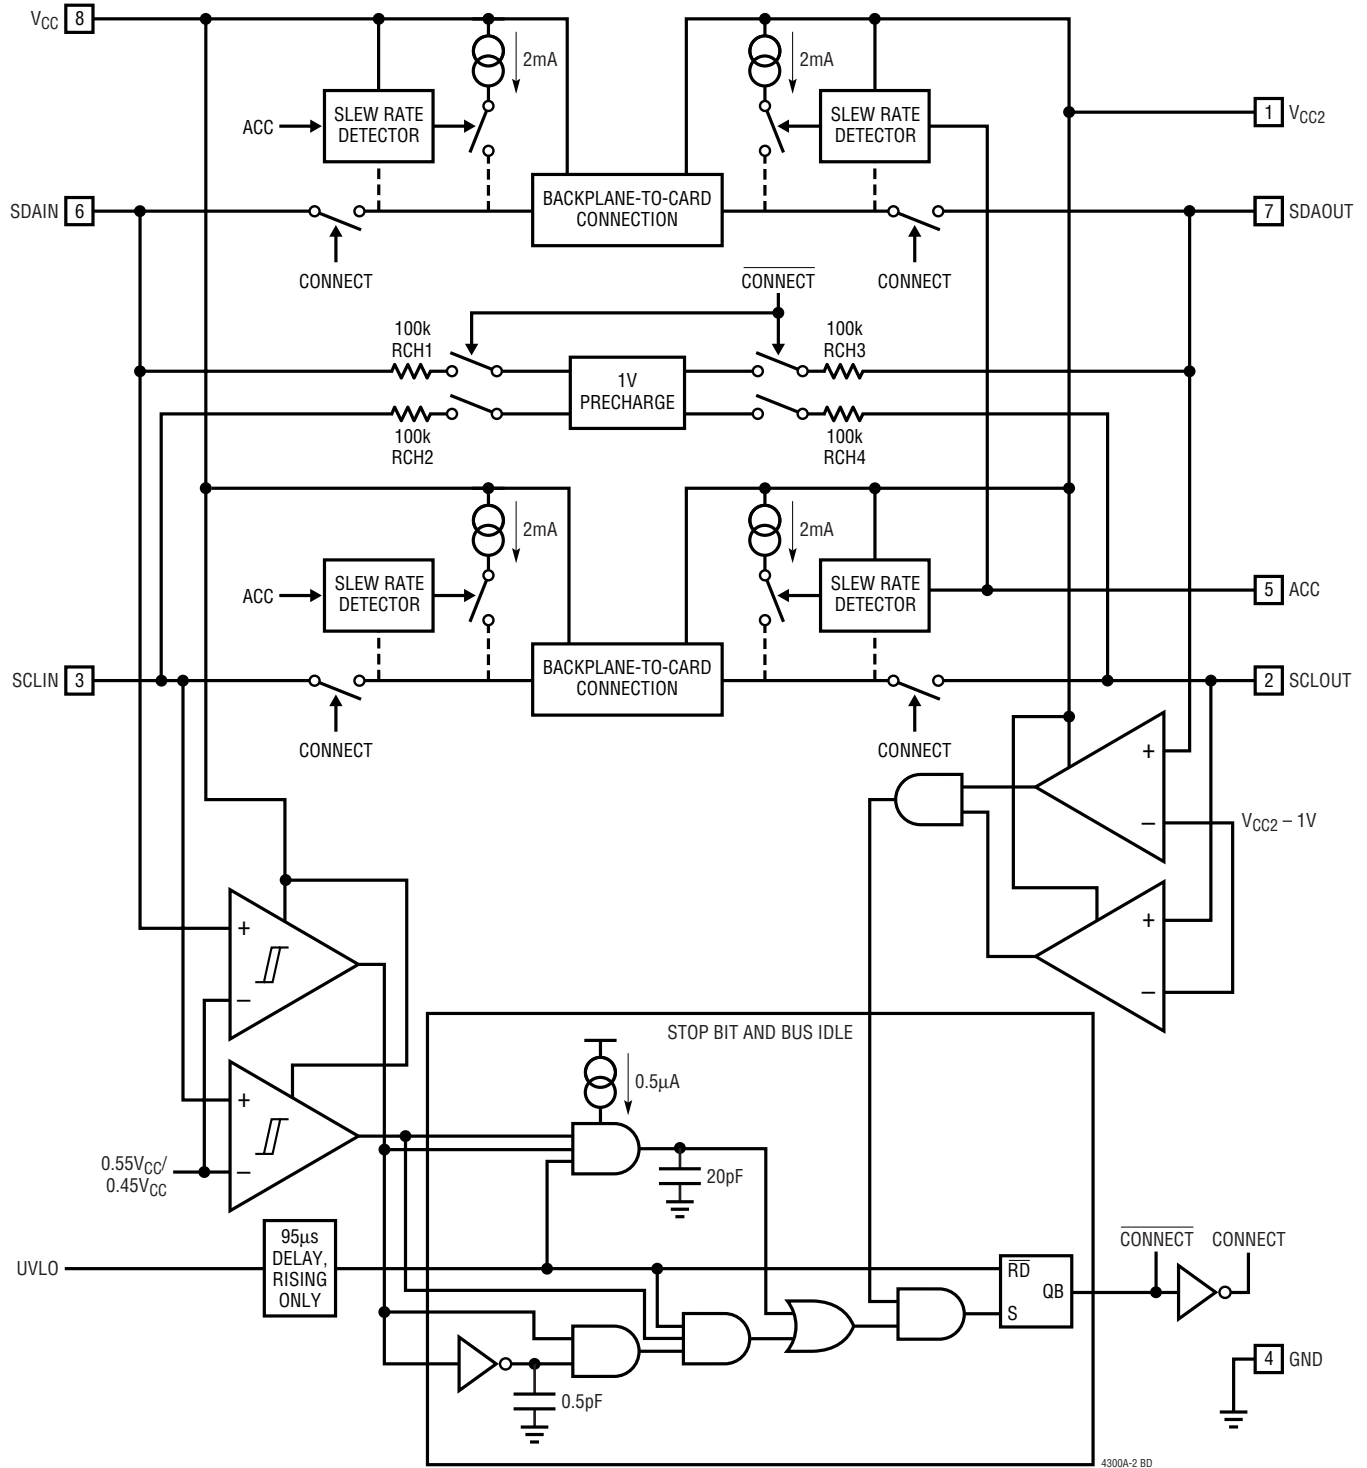 VCC 8
2mA
2mA
ACC
SLEW RATE
DETECTOR
SLEW RATE
DETECTOR
1 VCC2
SDAIN 6
BACKPLANE-TO-CARD
CONNECTION
7 SDAOUT
CONNECT
CONNECT
CONNECT
100k
RCH1
100k
RCH3
1V
PRECHARGE
100k
RCH2
100k
RCH4
2mA
2mA
ACC
SLEW RATE
DETECTOR
SLEW RATE
DETECTOR
5 ACC
SCLIN 3
BACKPLANE-TO-CARD
CONNECTION
2 SCLOUT
CONNECT
CONNECT
+
–
VCC2 – 1V
+
–
+
–
STOP BIT AND BUS IDLE
0.5µA
+
–
0.55VCC/
0.45VCC
20pF
UVLO
95µs
DELAY,
RISING
ONLY
RD
QB
S
CONNECT
CONNECT
4 GND
0.5pF
4300A-2 BD